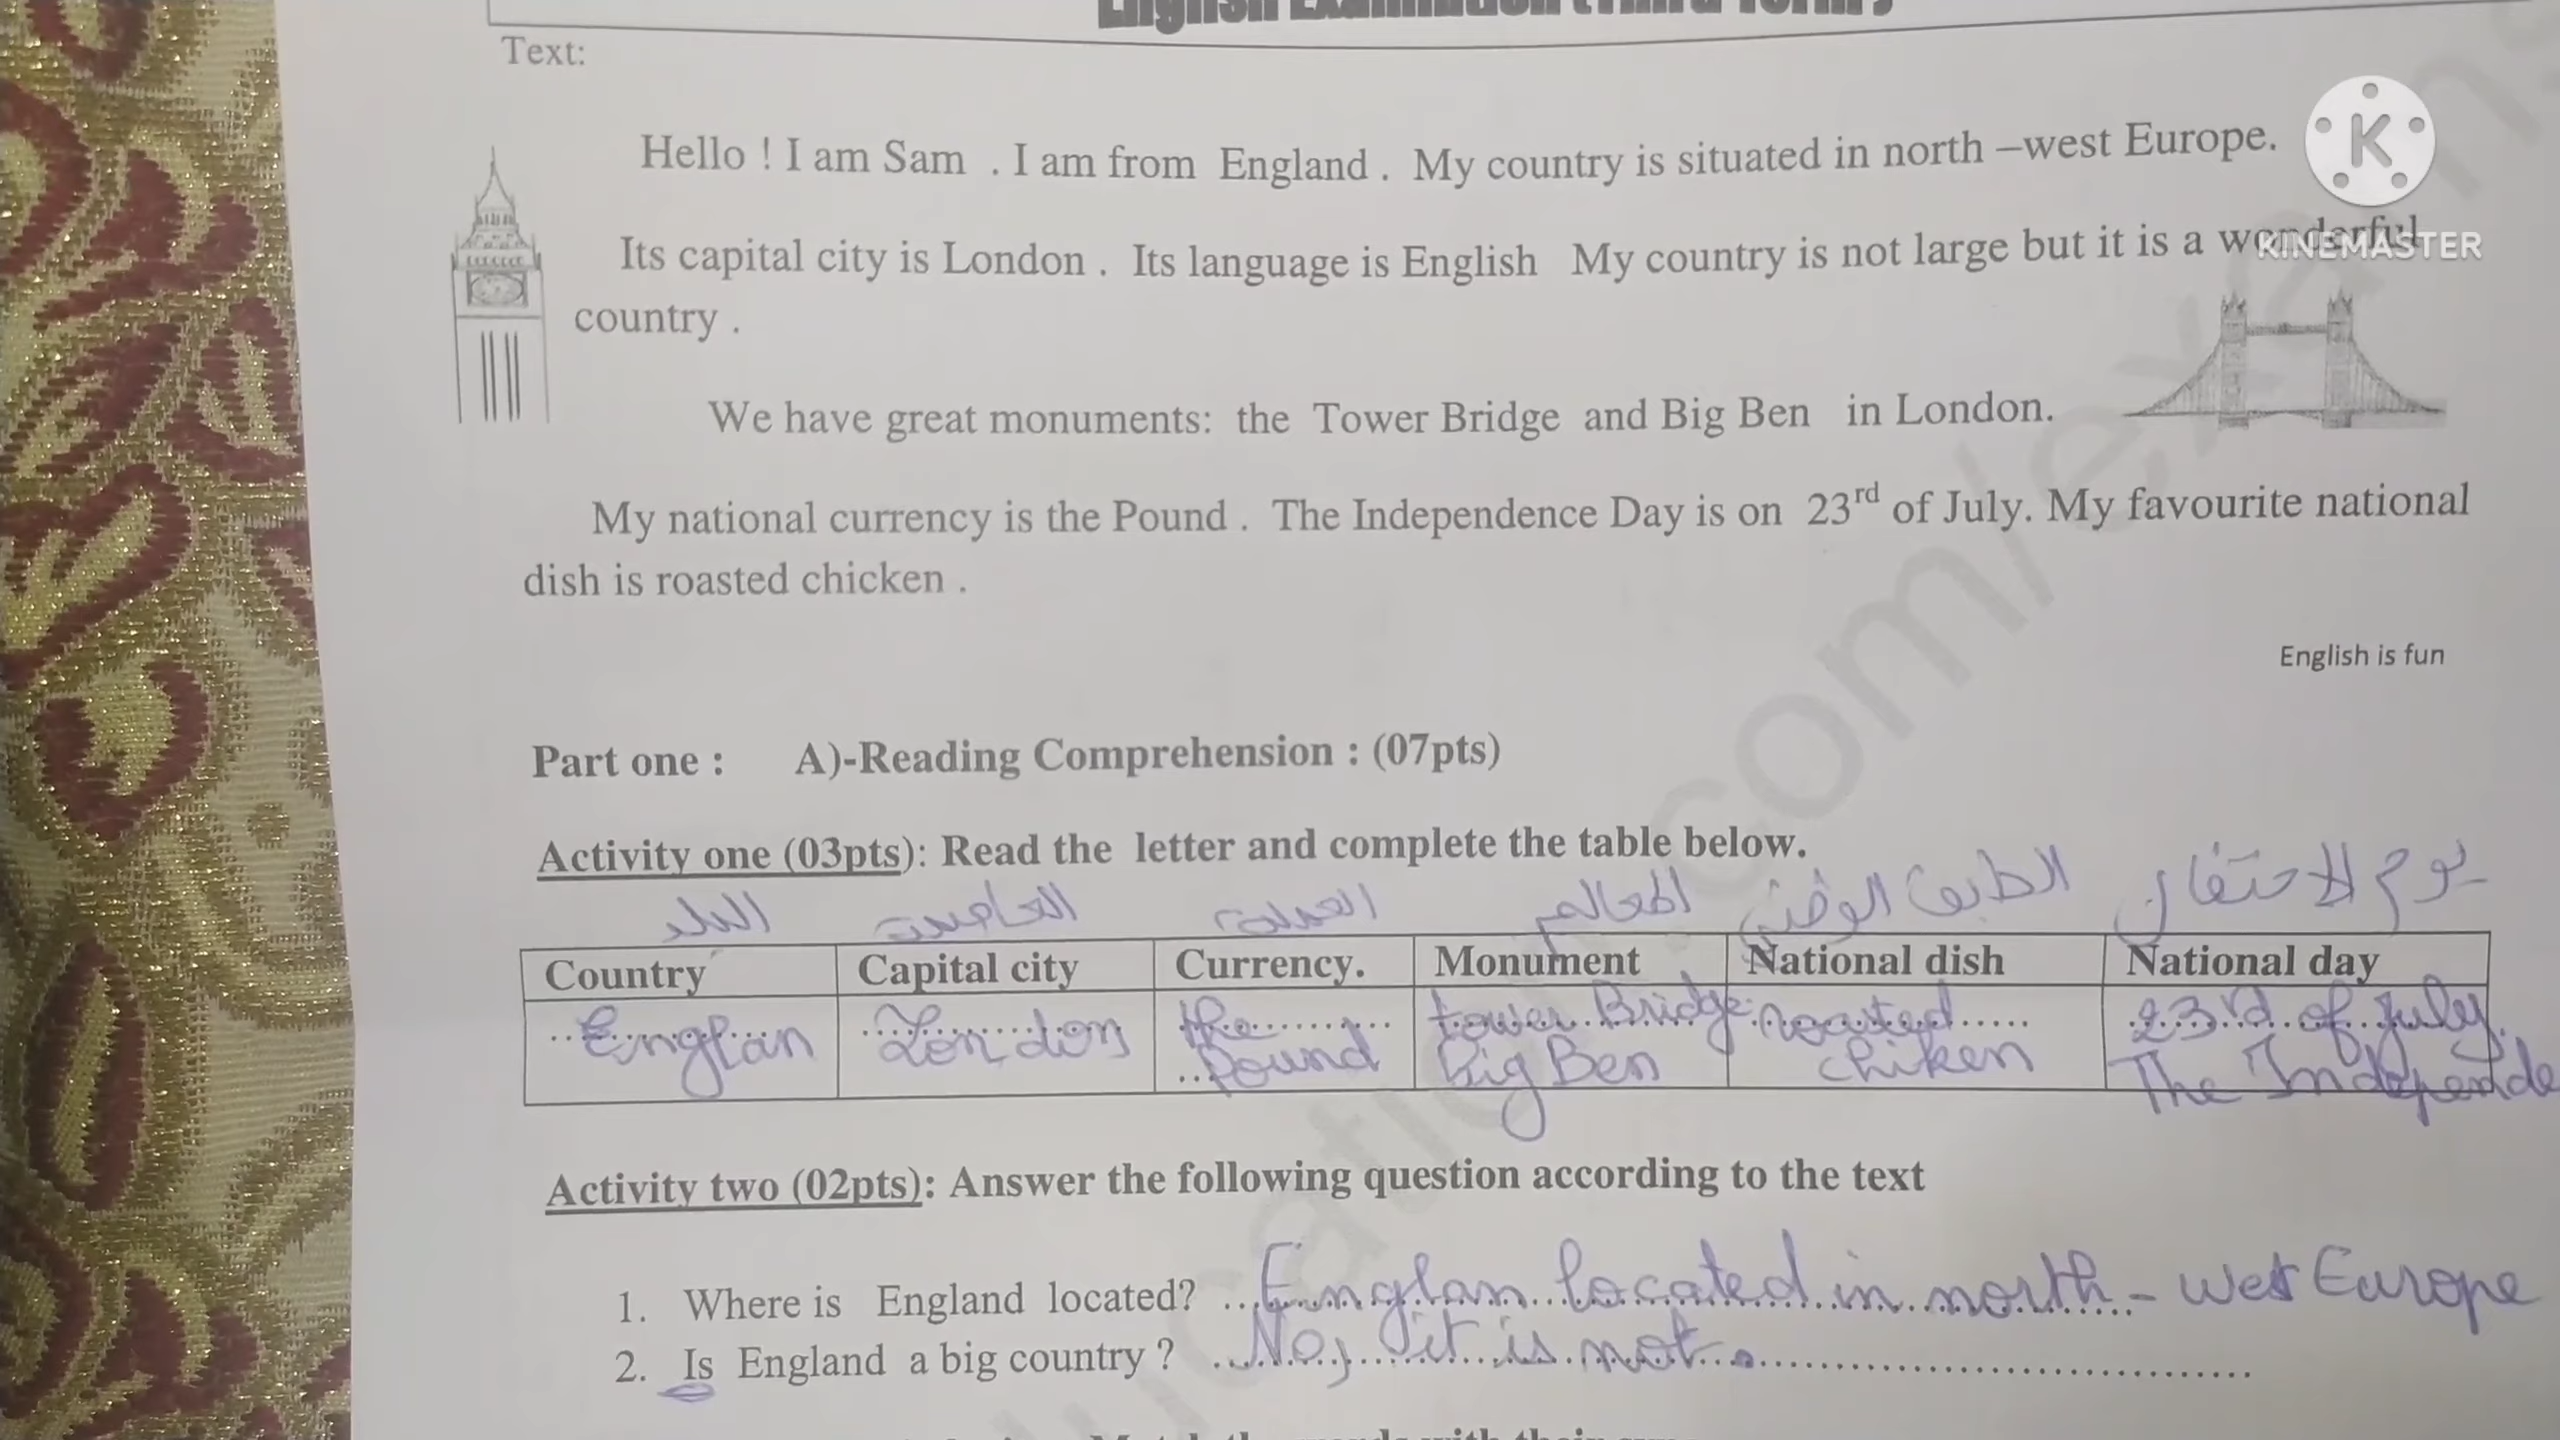 English Examination (Third Term)
Text:
Hello ! I am Sam . I am from England . My country is situated in north –west Europe.
Its capital city is London . Its language is English My country is not large but it is a wonderful
country .
We have great monuments: the Tower Bridge and Big Ben in London.
My national currency is the Pound . The Independence Day is on 23rd of July. My favourite national
dish is roasted chicken .
English is fun
Part one : A)-Reading Comprehension : (07pts)
Activity one (03pts): Read the letter and complete the table below.
البلد العاصمة العملة المعالم الطبق الوطني يوم الاحتفال
Country Capital city Currency. Monument National dish National day
Englan London the tower Bridge roasted 23rd of july.
Pound Big Ben chiken The Independe
Activity two (02pts): Answer the following question according to the text
1. Where is England located? Englan located in north - west Europe
2. Is England a big country ? No, it is not.
K
KINEMASTER